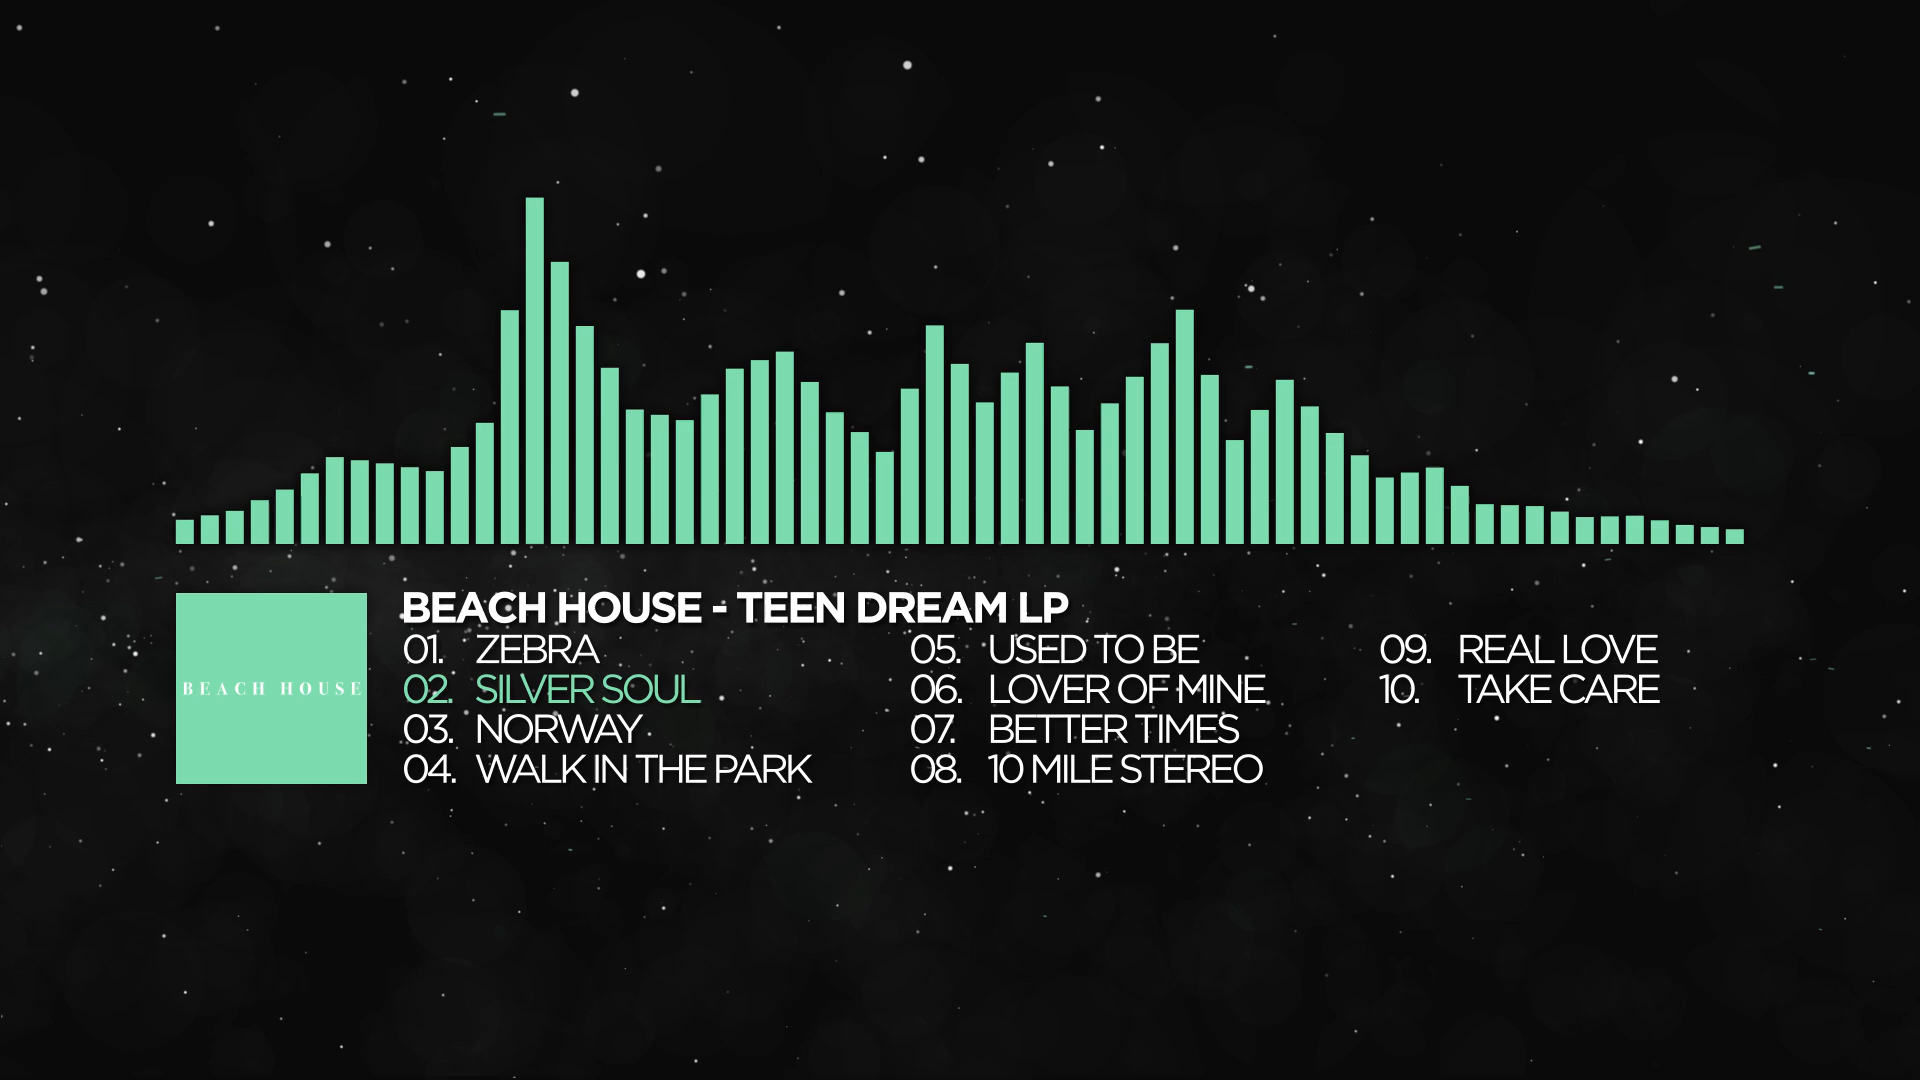 BEACH HOUSE
BEACH HOUSE - TEEN DREAM LP
01. ZEBRA
02. SILVER SOUL
03. NORWAY
04. WALK IN THE PARK
05. USED TO BE
06. LOVER OF MINE
07. BETTER TIMES
08. 10 MILE STEREO
09. REAL LOVE
10. TAKE CARE